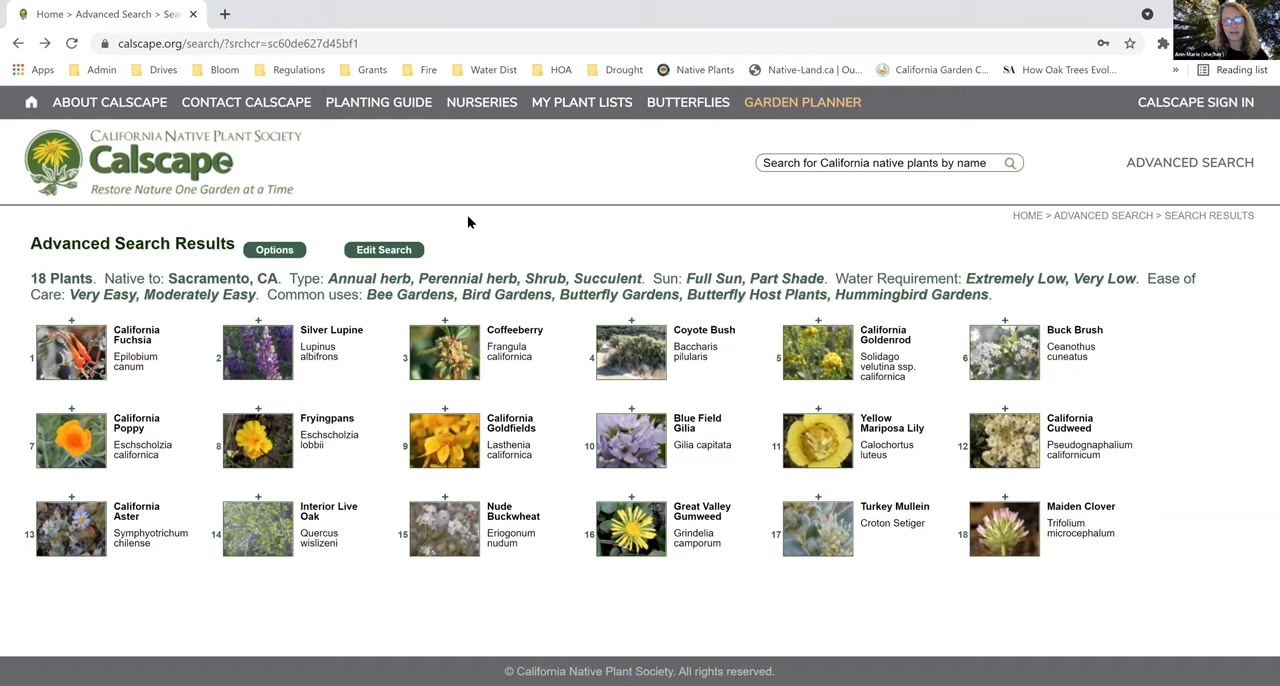 Home > Advanced Search > Sea
calscape.org/search/?srchcr=sc60de627d45bf1
Ann-Marie (she/her)
Apps Admin Drives Bloom Regulations Grants Fire Water Dist HOA Drought Native Plants Native-Land.ca | Ou... California Garden C... SA How Oak Trees Evol... » Reading list
ABOUT CALSCAPE CONTACT CALSCAPE PLANTING GUIDE NURSERIES MY PLANT LISTS BUTTERFLIES GARDEN PLANNER CALSCAPE SIGN IN
CALIFORNIA NATIVE PLANT SOCIETY
Calscape
Restore Nature One Garden at a Time
Search for California native plants by name
ADVANCED SEARCH
HOME > ADVANCED SEARCH > SEARCH RESULTS
Advanced Search Results Options Edit Search
18 Plants. Native to: Sacramento, CA. Type: Annual herb, Perennial herb, Shrub, Succulent. Sun: Full Sun, Part Shade. Water Requirement: Extremely Low, Very Low. Ease of
Care: Very Easy, Moderately Easy. Common uses: Bee Gardens, Bird Gardens, Butterfly Gardens, Butterfly Host Plants, Hummingbird Gardens.
+
1
California
Fuchsia
Epilobium
canum
+
2
Silver Lupine
Lupinus
albifrons
+
3
Coffeeberry
Frangula
californica
+
4
Coyote Bush
Baccharis
pilularis
+
5
California
Goldenrod
Solidago
velutina ssp.
californica
+
6
Buck Brush
Ceanothus
cuneatus
+
7
California
Poppy
Eschscholzia
californica
+
8
Fryingpans
Eschscholzia
lobbii
+
9
California
Goldfields
Lasthenia
californica
+
10
Blue Field
Gilia
Gilia capitata
+
11
Yellow
Mariposa Lily
Calochortus
luteus
+
12
California
Cudweed
Pseudognaphalium
californicum
+
13
California
Aster
Symphyotrichum
chilense
+
14
Interior Live
Oak
Quercus
wislizeni
+
15
Nude
Buckwheat
Eriogonum
nudum
+
16
Great Valley
Gumweed
Grindelia
camporum
+
17
Turkey Mullein
Croton Setiger
+
18
Maiden Clover
Trifolium
microcephalum
© California Native Plant Society. All rights reserved.